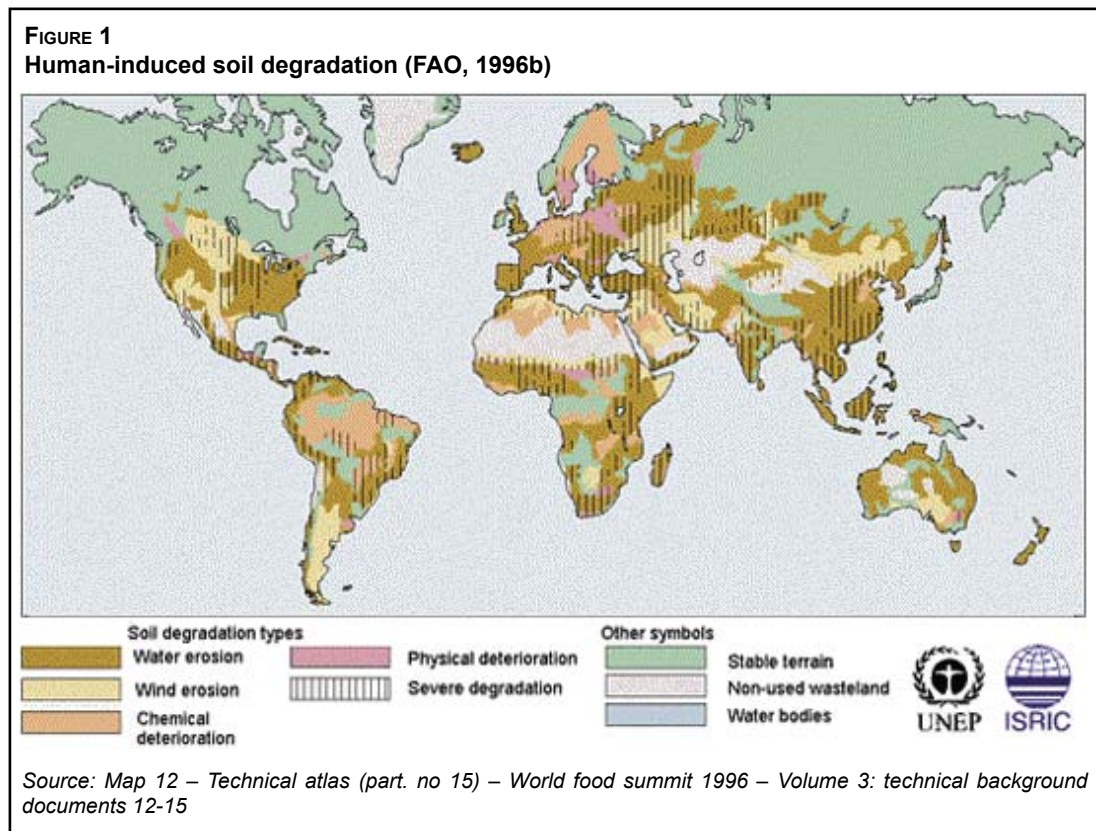 FIGURE 1
Human-induced soil degradation (FAO, 1996b)
Soil degradation types
Water erosion
Wind erosion
Chemical
deterioration
Physical deterioration
Severe degradation
Other symbols
Stable terrain
Non-used wasteland
Water bodies
UNEP
ISRIC
Source: Map 12 – Technical atlas (part. no 15) – World food summit 1996 – Volume 3: technical background
documents 12-15